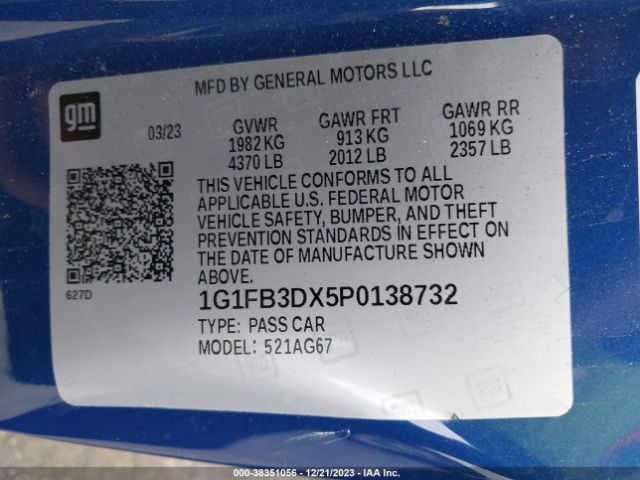 MFD BY GENERAL MOTORS LLC
gm
03/23
GVWR
1982 KG
4370 LB
GAWR FRT
913 KG
2012 LB
GAWR RR
1069 KG
2357 LB
THIS VEHICLE CONFORMS TO ALL
APPLICABLE U.S. FEDERAL MOTOR
VEHICLE SAFETY, BUMPER, AND THEFT
PREVENTION STANDARDS IN EFFECT ON
THE DATE OF MANUFACTURE SHOWN
ABOVE.
627D
1G1FB3DX5P0138732
TYPE: PASS CAR
MODEL: 521AG67
000-38351056 - 12/21/2023 - IAA Inc.